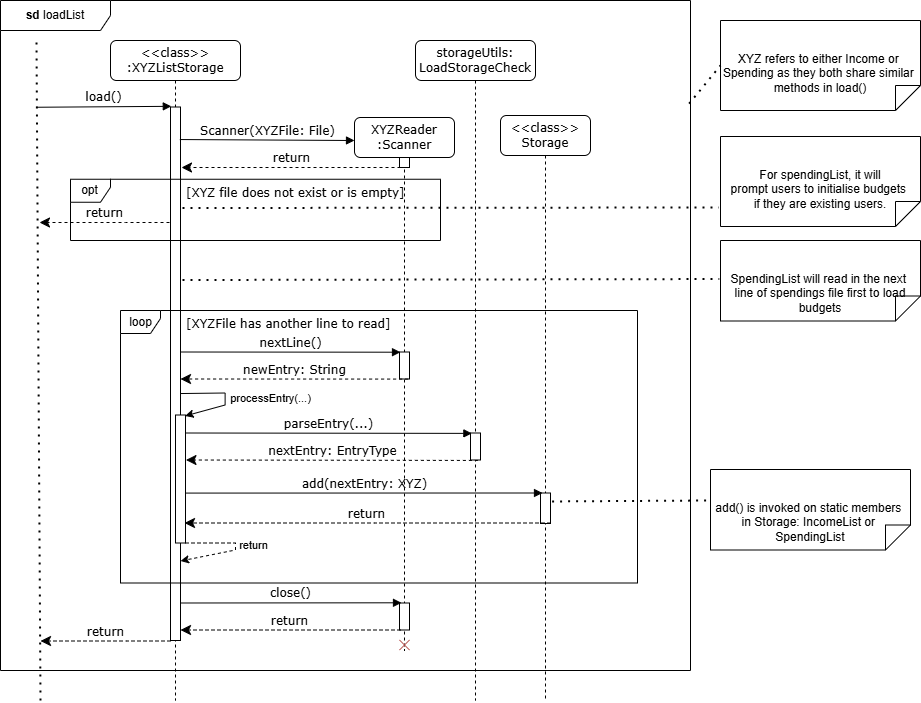 sd loadList
<<class>>
:XYZListStorage
storageUtils:
LoadStorageCheck
XYZ refers to either Income or
Spending as they both share similar
methods in load()
load()
Scanner(XYZFile: File)
XYZReader
:Scanner
<<class>>
Storage
return
opt
[XYZ file does not exist or is empty]
return
For spendingList, it will
prompt users to initialise budgets
if they are existing users.
SpendingList will read in the next
line of spendings file first to load
budgets
loop
[XYZFile has another line to read]
nextLine()
newEntry: String
processEntry(...)
parseEntry(...)
nextEntry: EntryType
add(nextEntry: XYZ)
return
add() is invoked on static members
in Storage: IncomeList or
SpendingList
return
close()
return
return